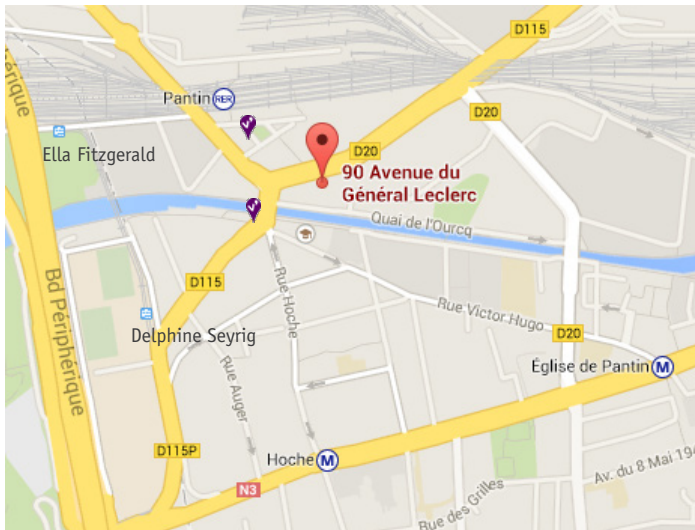 D115
Pantin
RER
D20
Ella Fitzgerald
D20
90 Avenue du
Général Leclerc
Quai de l'Ourcq
Bd Périphérique
D115
Rue Hoche
Rue Victor Hugo
Delphine Seyrig
D20
Rue Auger
Église de Pantin
M
D115P
Hoche
M
N3
Rue des Grilles
Av. du 8 Mai 194